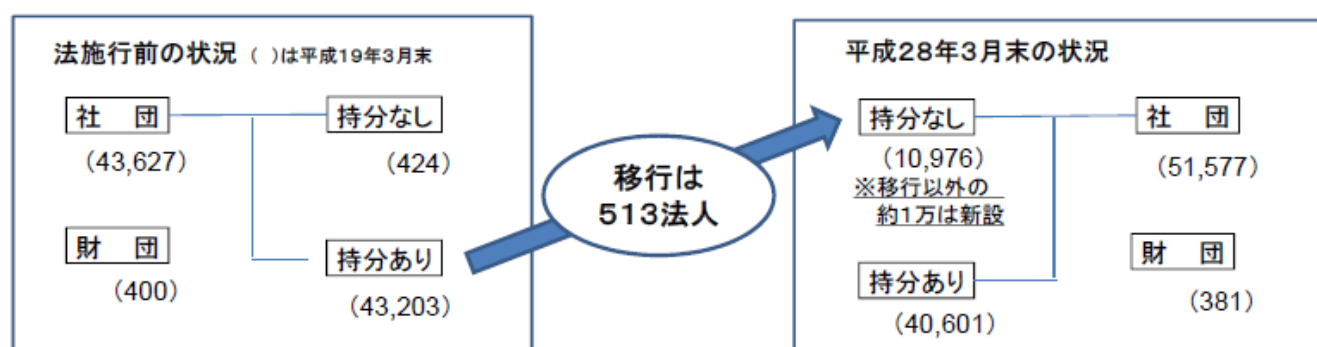 法施行前の状況 ( )は平成19年3月末
社 団
持分なし
(43,627)
(424)
財 団
持分あり
(400)
(43,203)
移行は
513法人
平成28年3月末の状況
持分なし
社 団
(10,976)
(51,577)
※移行以外の
約1万は新設
財 団
持分あり
(381)
(40,601)